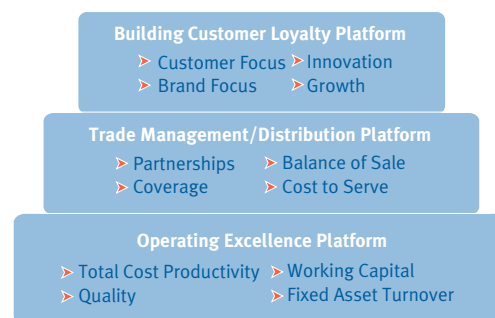 Building Customer Loyalty Platform
Customer Focus Innovation
Brand Focus Growth
Trade Management/Distribution Platform
Partnerships Balance of Sale
Coverage Cost to Serve
Operating Excellence Platform
Total Cost Productivity Working Capital
Quality Fixed Asset Turnover